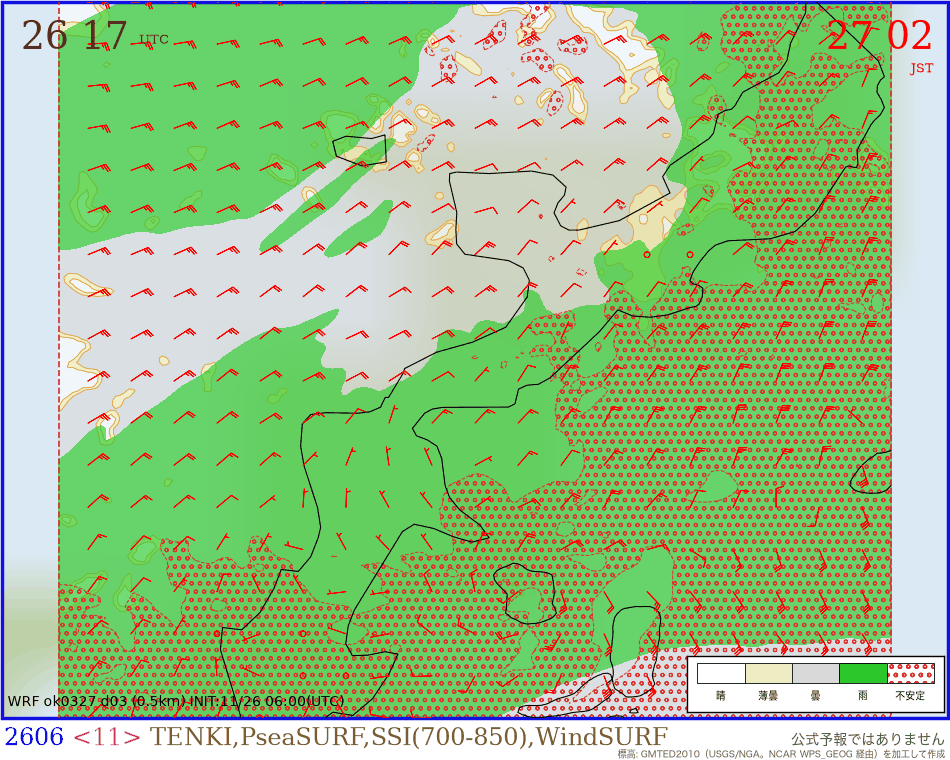 26 17 UTC
27 02
JST
晴 薄曇 曇 雨 不安定
WRF ok0327 d03 (0.5km) INIT:11/26 06:00(UTC)
2606 <11> TENKI,PseaSURF,SSI(700-850),WindSURF
公式予報ではありません
標高: GMTED2010（USGS/NGA。NCAR WPS_GEOG 経由）を加工して作成